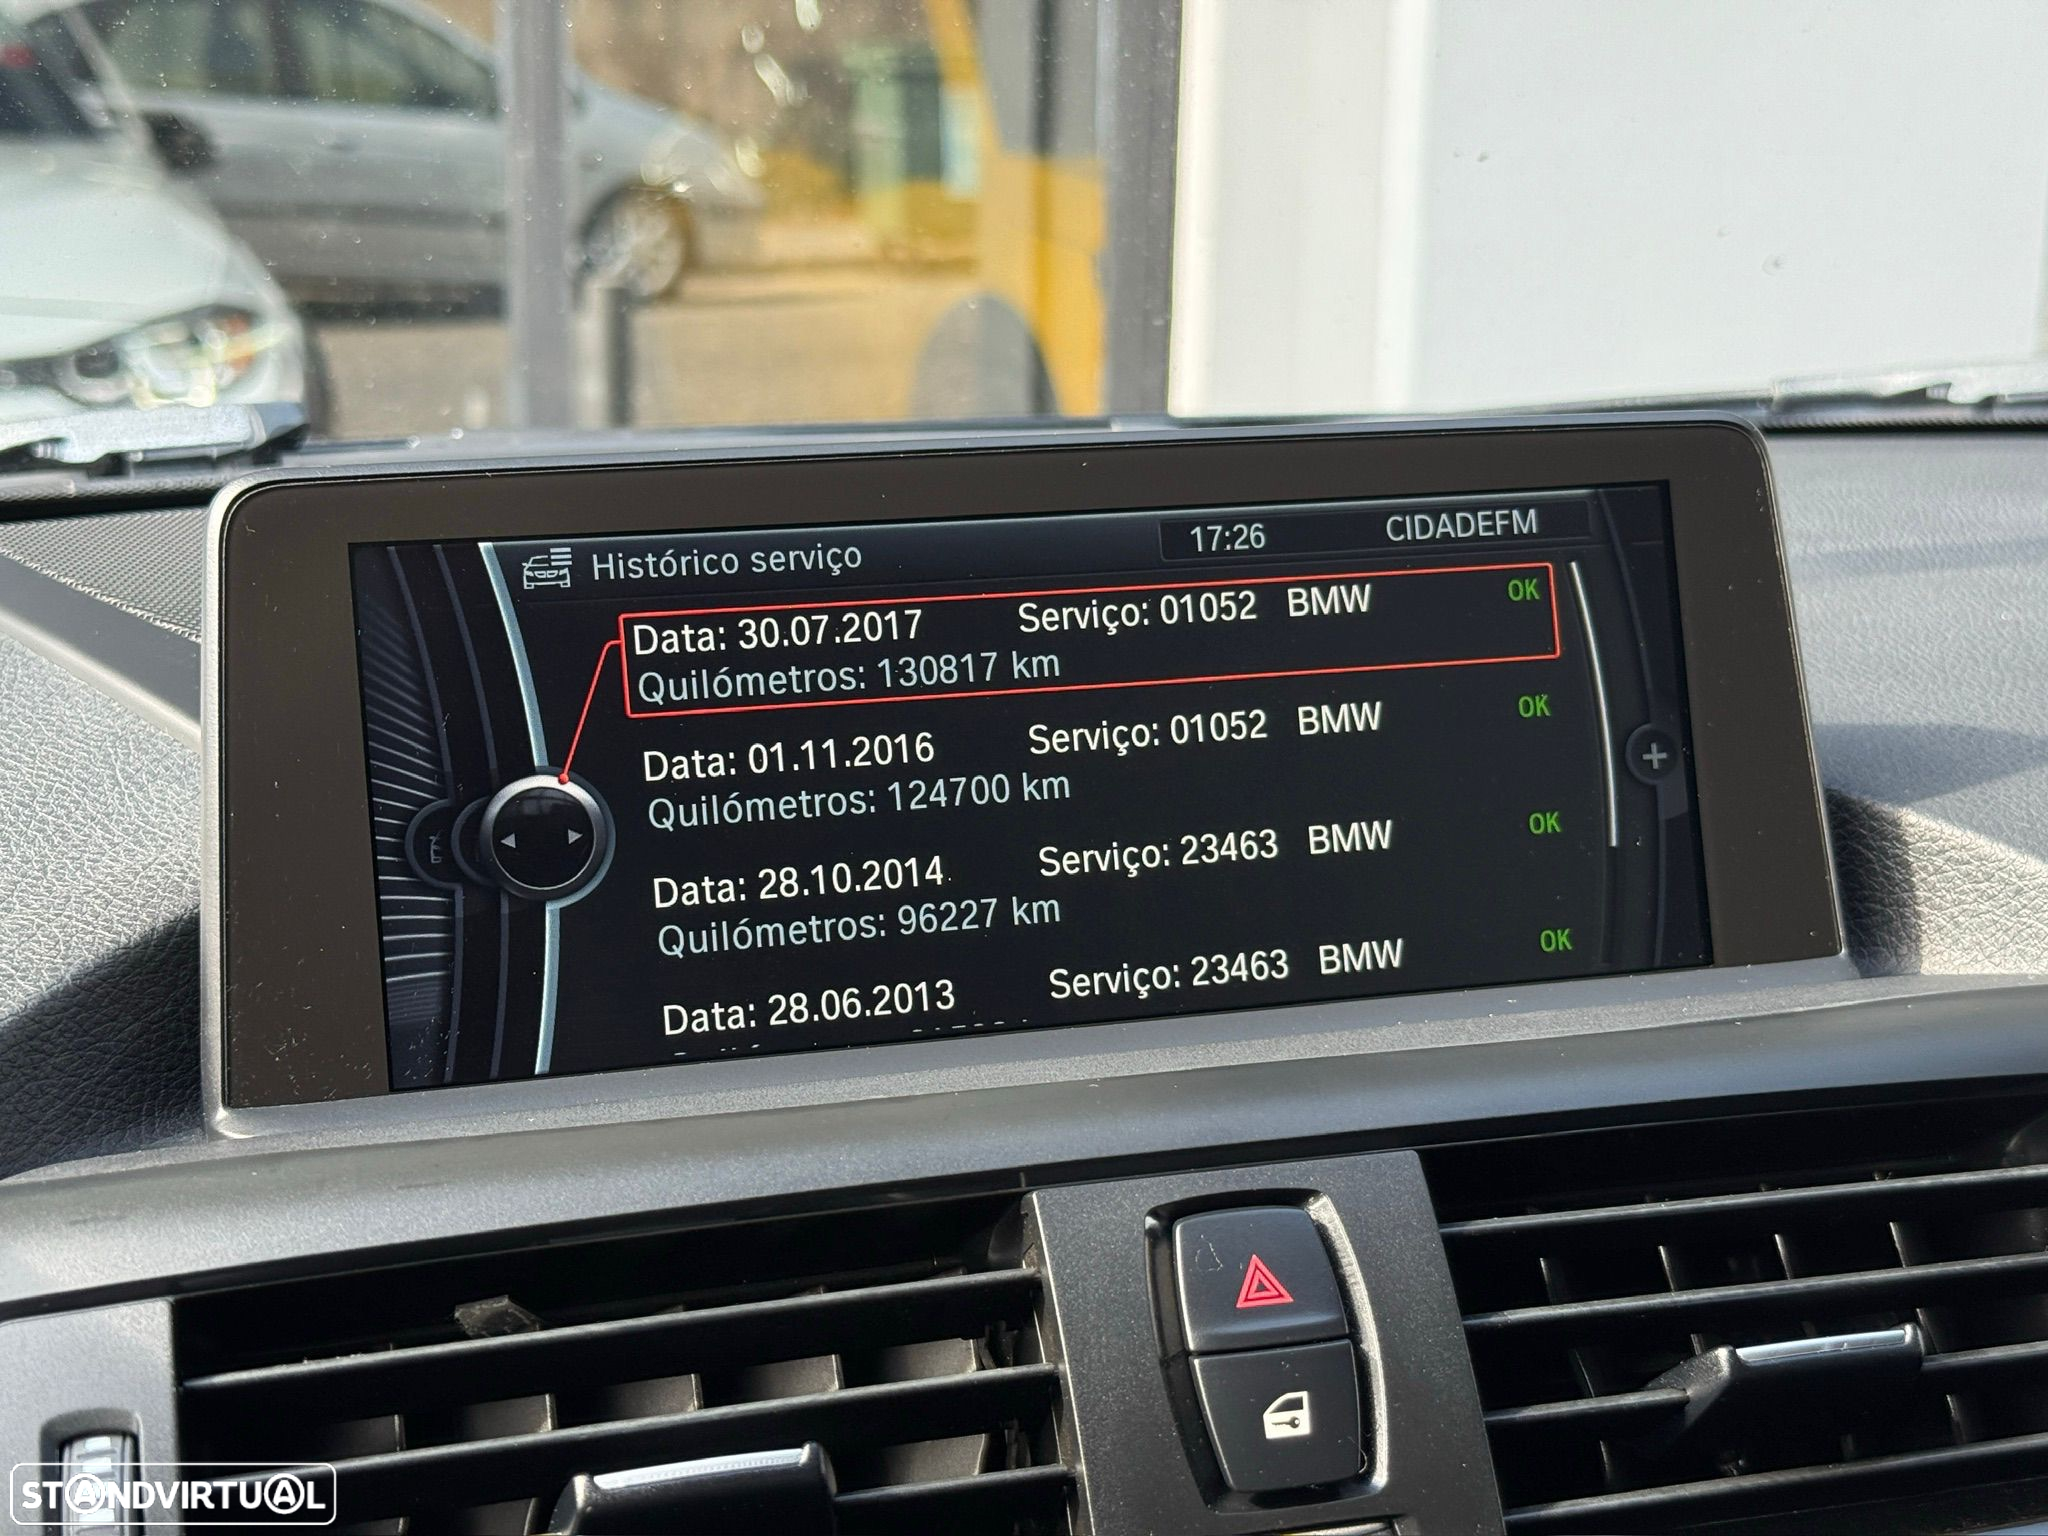 Histórico serviço 17:26 CIDADEFM
Data: 30.07.2017 Serviço: 01052 BMW OK
Quilómetros: 130817 km
Data: 01.11.2016 Serviço: 01052 BMW OK
Quilómetros: 124700 km
Data: 28.10.2014 Serviço: 23463 BMW OK
Quilómetros: 96227 km
Data: 28.06.2013 Serviço: 23463 BMW OK
STANDVIRTUAL